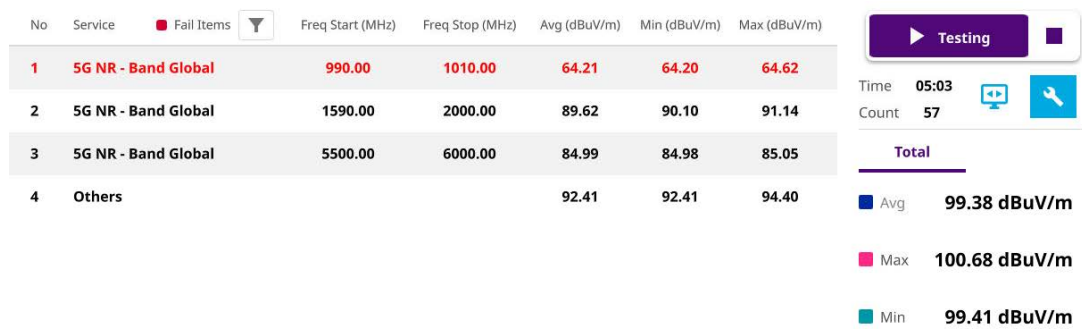 No Service Fail Items Freq Start (MHz) Freq Stop (MHz) Avg (dBuV/m) Min (dBuV/m) Max (dBuV/m)
1 5G NR - Band Global 990.00 1010.00 64.21 64.20 64.62
2 5G NR - Band Global 1590.00 2000.00 89.62 90.10 91.14
3 5G NR - Band Global 5500.00 6000.00 84.99 84.98 85.05
4 Others 92.41 92.41 94.40
Testing
Time 05:03
Count 57
Total
Avg 99.38 dBuV/m
Max 100.68 dBuV/m
Min 99.41 dBuV/m